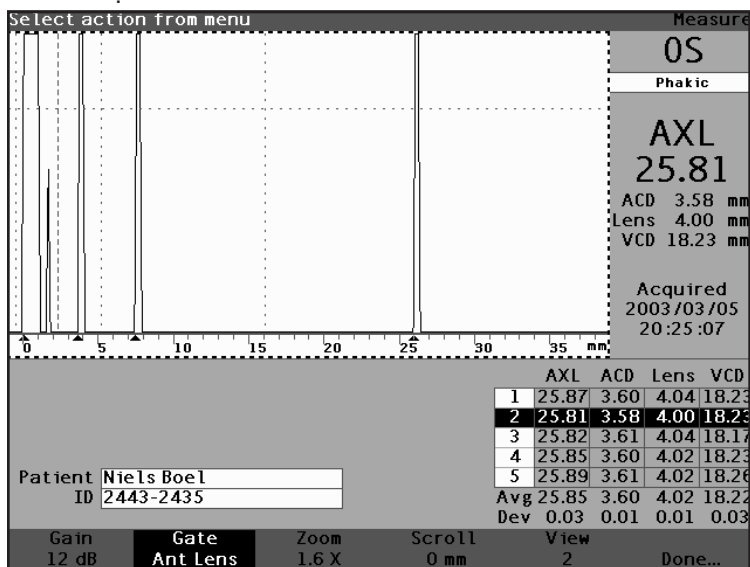 Select action from menu Measure
OS
Phakic
AXL
25.81
ACD 3.58 mm
Lens 4.00 mm
VCD 18.23 mm
Acquired
2003/03/05
20:25:07
0 5 10 15 20 25 30 35 mm
AXL ACD Lens VCD
1 25.87 3.60 4.04 18.23
2 25.81 3.58 4.00 18.23
3 25.82 3.61 4.04 18.17
4 25.85 3.60 4.02 18.23
5 25.89 3.61 4.02 18.26
Avg 25.85 3.60 4.02 18.22
Dev 0.03 0.01 0.01 0.03
Patient Niels Boel
ID 2443-2435
Gain Gate Zoom Scroll View
12 dB Ant Lens 1.6 X 0 mm 2 Done...